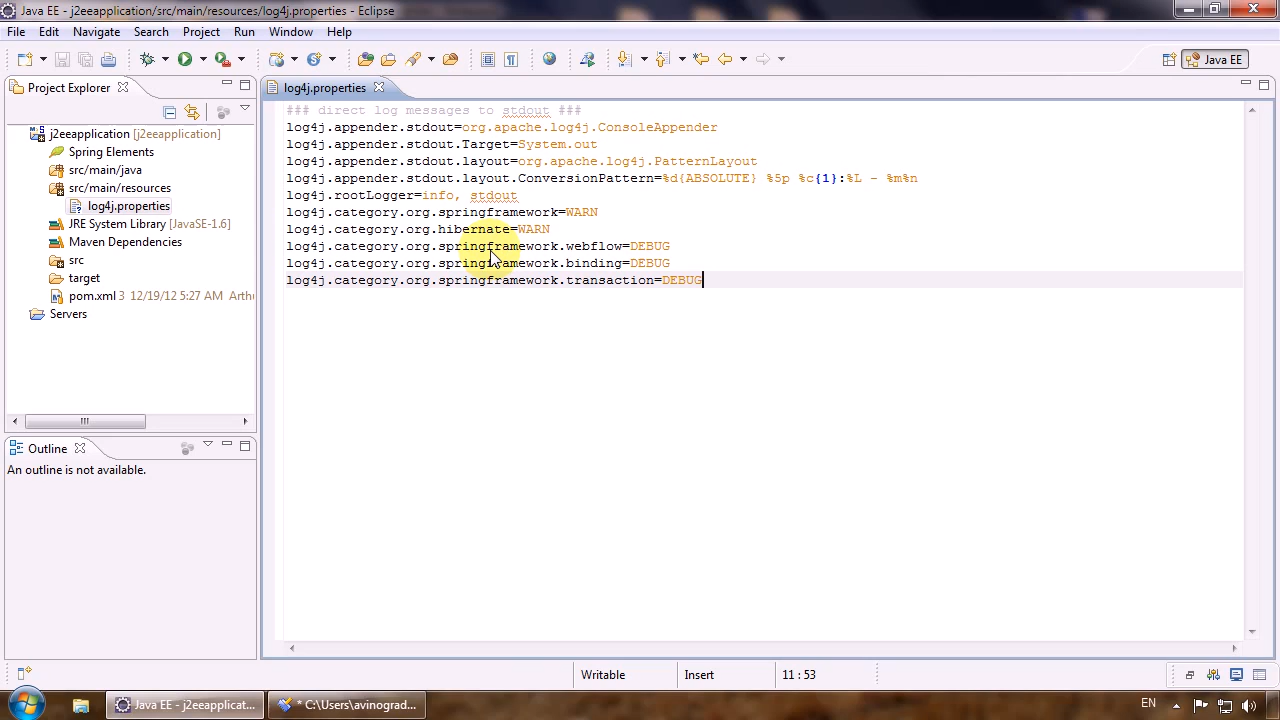 Java EE - j2eeapplication/src/main/resources/log4j.properties - Eclipse
File Edit Navigate Search Project Run Window Help
Java EE
Project Explorer
log4j.properties
j2eeapplication [j2eeapplication]
Spring Elements
src/main/java
src/main/resources
log4j.properties
JRE System Library [JavaSE-1.6]
Maven Dependencies
src
target
pom.xml 3 12/19/12 5:27 AM Arthu
Servers
### direct log messages to stdout ###
log4j.appender.stdout=org.apache.log4j.ConsoleAppender
log4j.appender.stdout.Target=System.out
log4j.appender.stdout.layout=org.apache.log4j.PatternLayout
log4j.appender.stdout.layout.ConversionPattern=%d{ABSOLUTE} %5p %c{1}:%L - %m%n
log4j.rootLogger=info, stdout
log4j.category.org.springframework=WARN
log4j.category.org.hibernate=WARN
log4j.category.org.springframework.webflow=DEBUG
log4j.category.org.springframework.binding=DEBUG
log4j.category.org.springframework.transaction=DEBUG
Outline
An outline is not available.
Writable Insert 11 : 53
Java EE - j2eeapplicat... * C:\Users\avinograd... EN